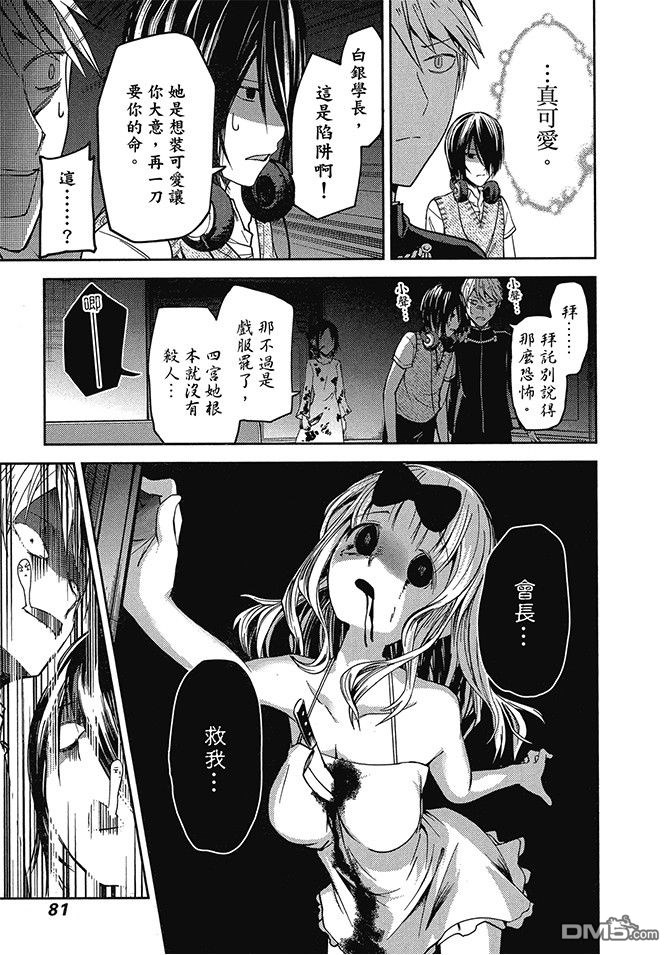 …真可愛。
白銀學長，
這是陷阱啊！
她是想裝可愛讓
你大意，再一刀
要你的命。
這……？
拜……
拜託別說得
那麼恐怖。
小聲…
小聲…
那不過是
戲服罷了，
四宮她根
本就沒有
殺人…
唧——
會長…
救我…
81
DM5.com